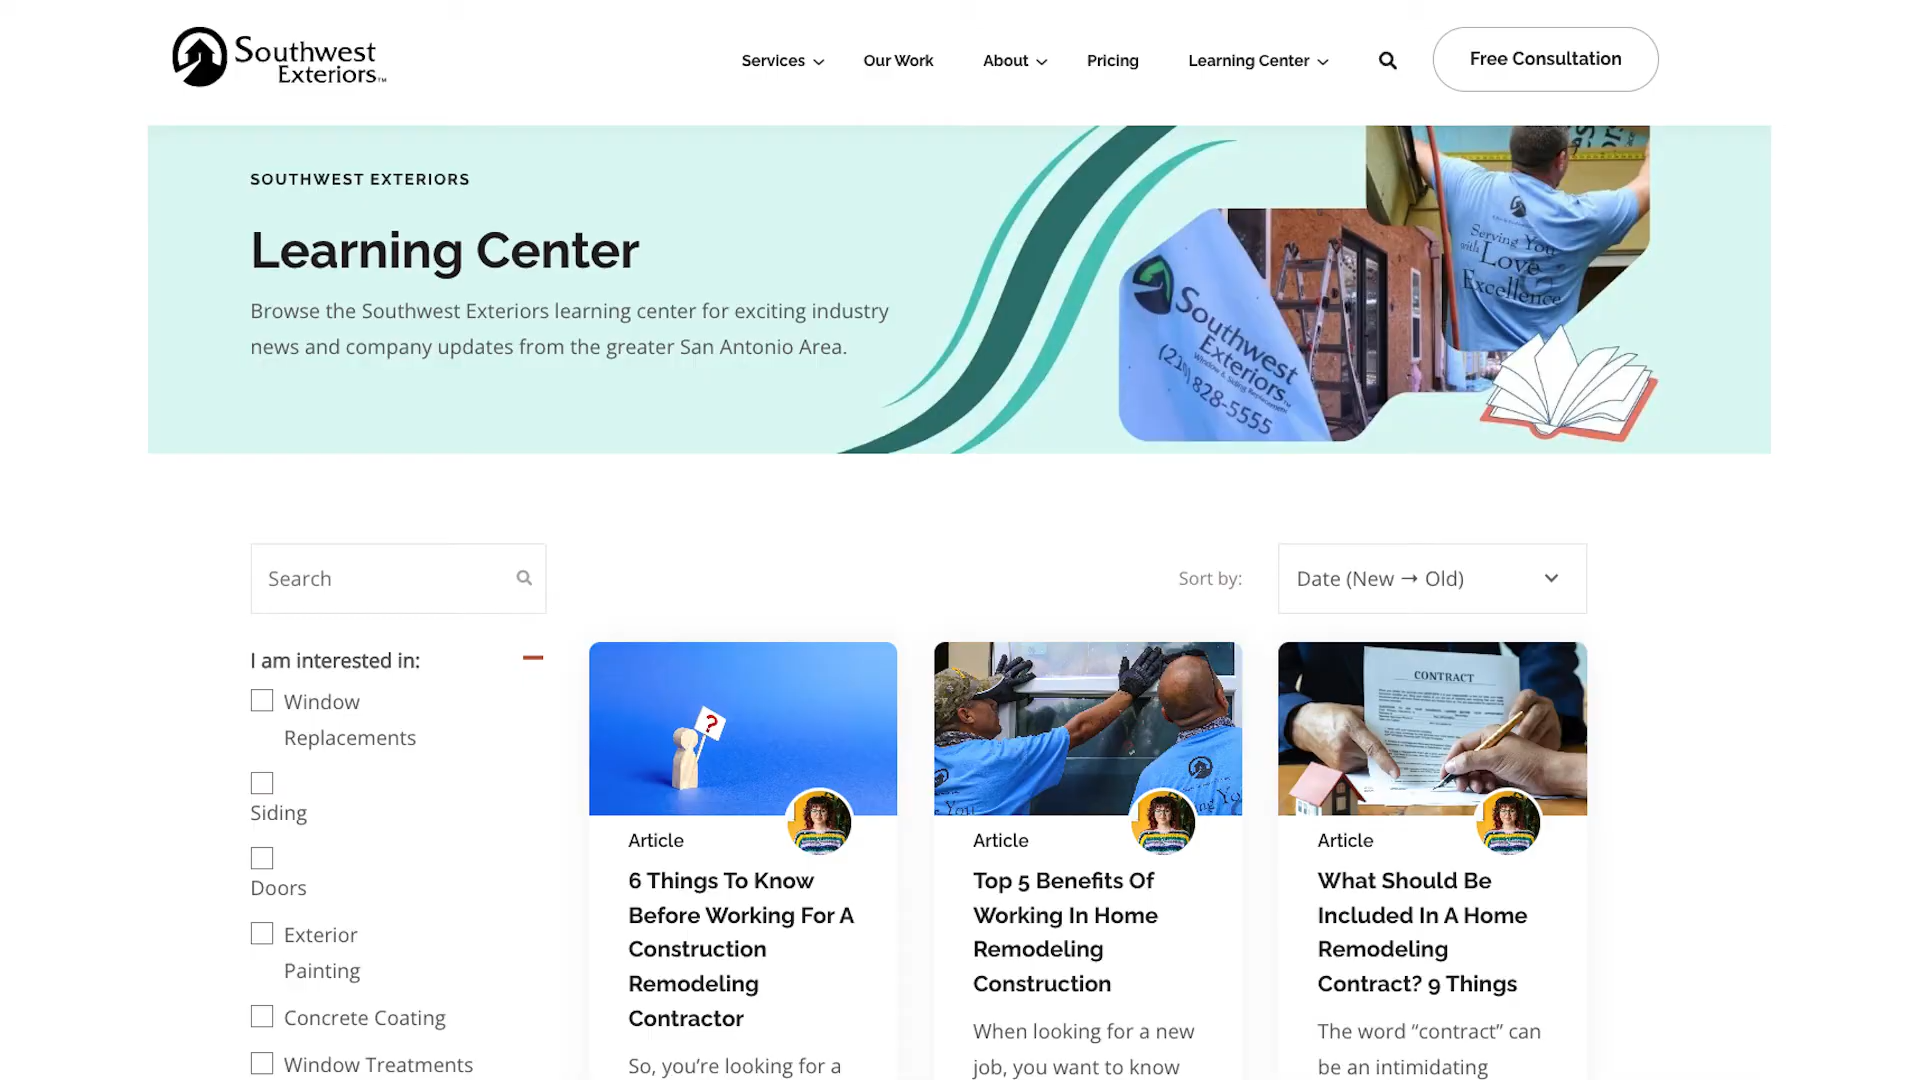 Southwest
Exteriors™
Services
Our Work
About
Pricing
Learning Center
Free Consultation
SOUTHWEST EXTERIORS
Learning Center
Browse the Southwest Exteriors learning center for exciting industry
news and company updates from the greater San Antonio Area.
Serving You
with Love
Excellence
Southwest
Exteriors
Window & Siding Replacement
(210) 828-5555
Search
Sort by:
Date (New → Old)
I am interested in:
Window
Replacements
Siding
Doors
Exterior
Painting
Concrete Coating
Window Treatments
?
Article
6 Things To Know
Before Working For A
Construction
Remodeling
Contractor
So, you’re looking for a
Article
Top 5 Benefits Of
Working In Home
Remodeling
Construction
When looking for a new
job, you want to know
CONTRACT
Article
What Should Be
Included In A Home
Remodeling
Contract? 9 Things
The word “contract” can
be an intimidating